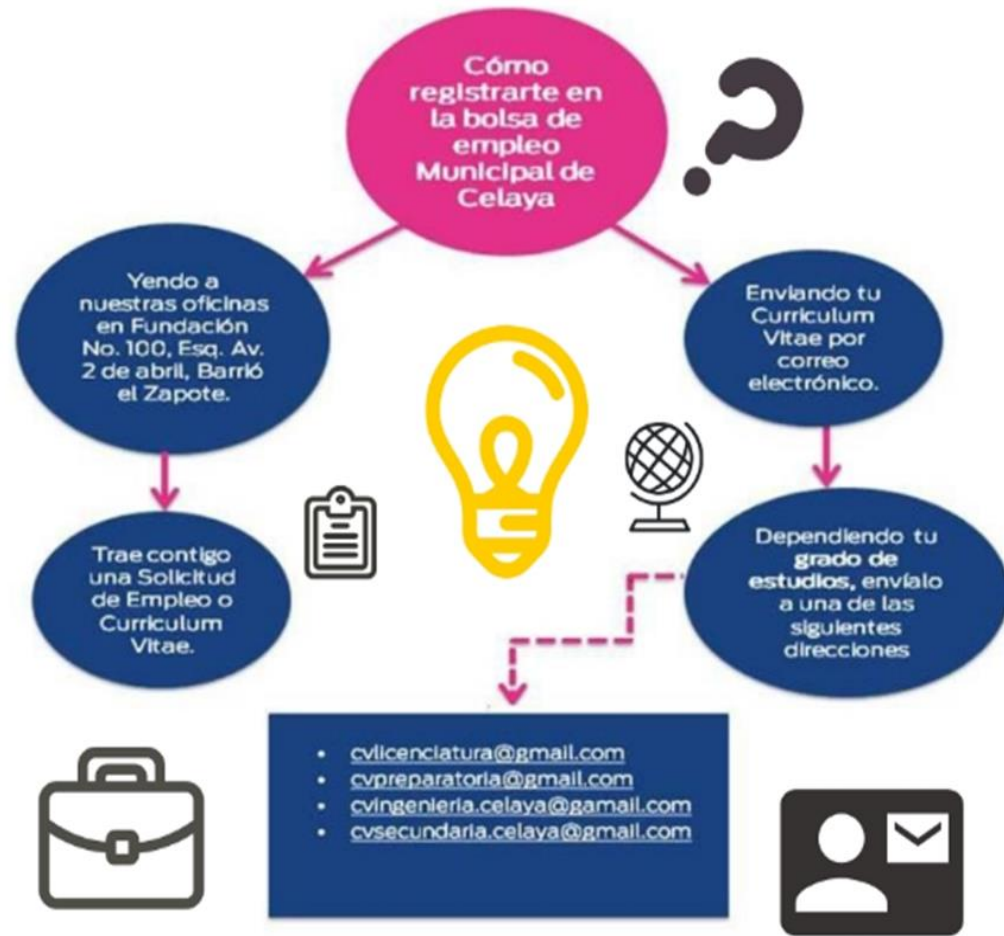 Cómo
registrarte en
la bolsa de
empleo
Municipal de
Celaya
Yendo a
nuestras oficinas
en Fundación
No. 100, Esq. Av.
2 de abril, Barrió
el Zapote.
Trae contigo
una Solicitud
de Empleo o
Curriculum
Vitae.
Enviando tu
Curriculum
Vitae por
correo
electrónico.
Dependiendo tu
grado de
estudios, envíalo
a una de las
siguientes
direcciones
• cvlicenciatura@gmail.com
• cvpreparatoria@gmail.com
• cvingenieria.celaya@gamail.com
• cvsecundaria.celaya@gmail.com